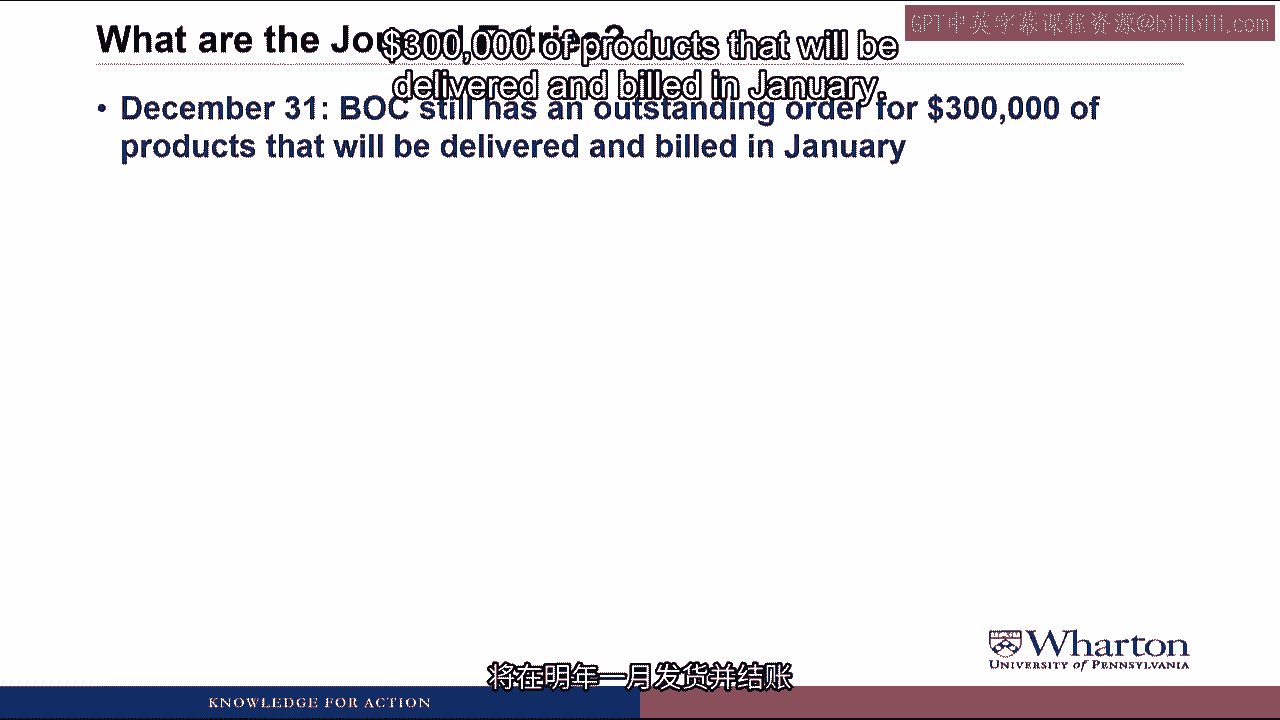 GPT中英字幕课程资源@bilibili.com
What are the Journal Entries?
$300,000 of products that will be
delivered and billed in January.
• December 31: BOC still has an outstanding order for $300,000 of
products that will be delivered and billed in January
Wharton
UNIVERSITY of PENNSYLVANIA
将在明年一月发货并结账
KNOWLEDGE FOR ACTION